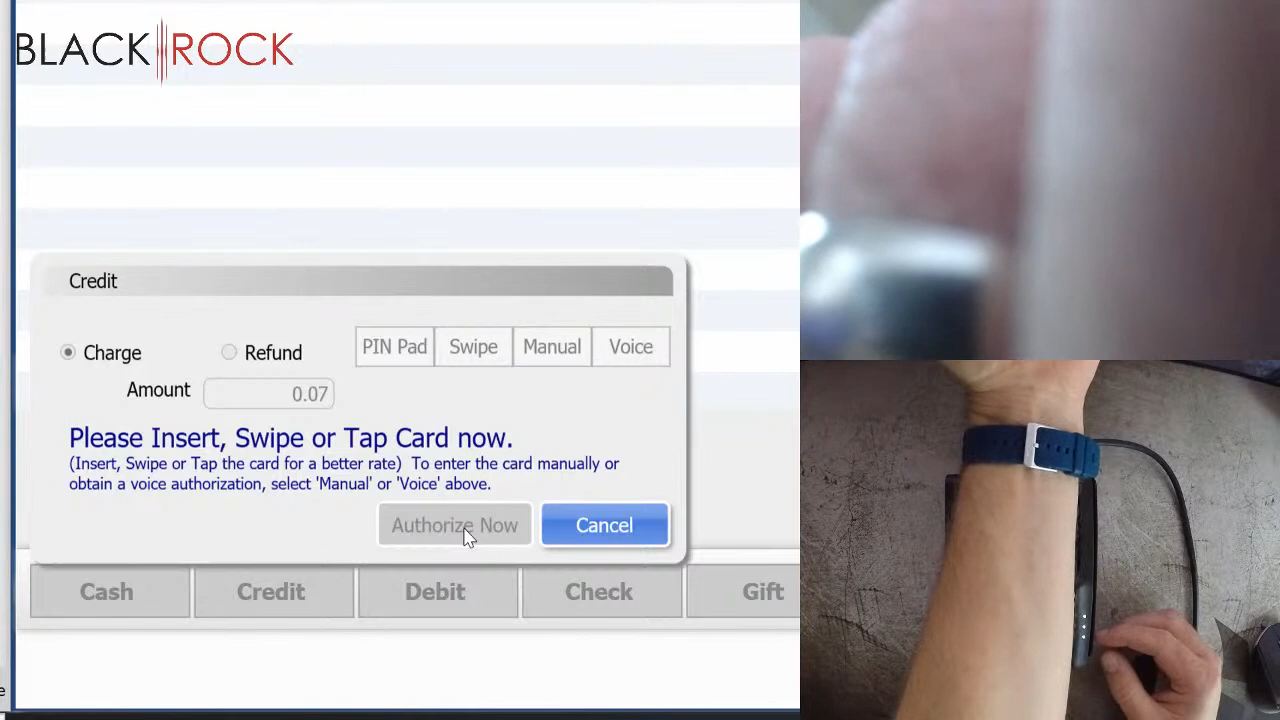 BLACK ROCK
Credit
Charge
Refund
PIN Pad
Swipe
Manual
Voice
Amount
0.07
Please Insert, Swipe or Tap Card now.
(Insert, Swipe or Tap the card for a better rate) To enter the card manually or
obtain a voice authorization, select 'Manual' or 'Voice' above.
Authorize Now
Cancel
Cash
Credit
Debit
Check
Gift
e